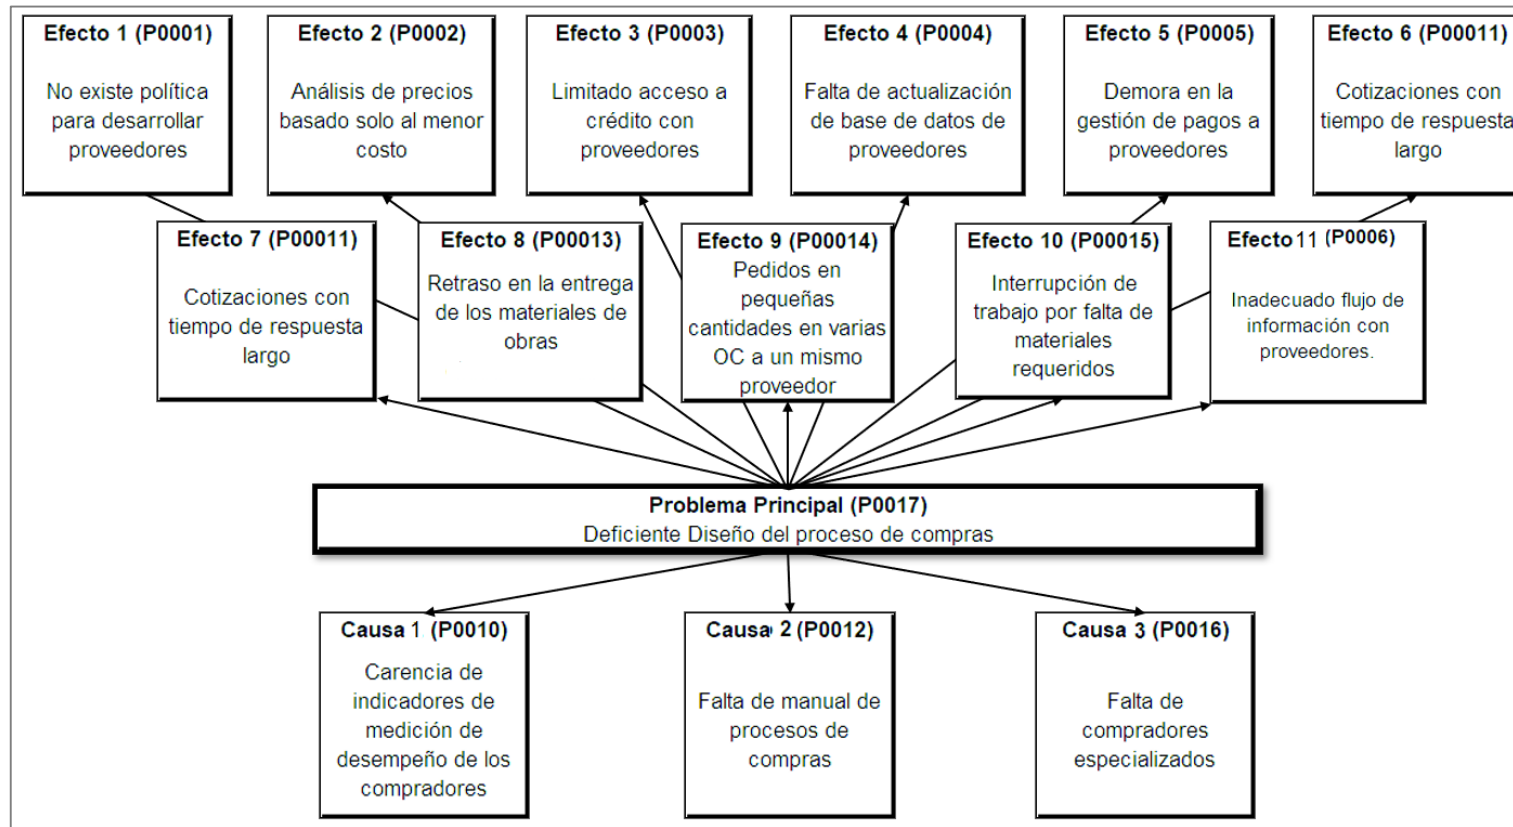 Efecto 1 (P0001)
No existe política
para desarrollar
proveedores
Efecto 2 (P0002)
Análisis de precios
basado solo al menor
costo
Efecto 3 (P0003)
Limitado acceso a
crédito con
proveedores
Efecto 4 (P0004)
Falta de actualización
de base de datos de
proveedores
Efecto 5 (P0005)
Demora en la
gestión de pagos a
proveedores
Efecto 6 (P00011)
Cotizaciones con
tiempo de respuesta
largo
Efecto 7 (P00011)
Cotizaciones con
tiempo de respuesta
largo
Efecto 8 (P00013)
Retraso en la entrega
de los materiales de
obras
Efecto 9 (P00014)
Pedidos en
pequeñas
cantidades en varias
OC a un mismo
proveedor
Efecto 10 (P00015)
Interrupción de
trabajo por falta de
materiales
requeridos
Efecto 11 (P0006)
Inadecuado flujo de
información con
proveedores.
Problema Principal (P0017)
Deficiente Diseño del proceso de compras
Causa 1 (P0010)
Carencia de
indicadores de
medición de
desempeño de los
compradores
Causa 2 (P0012)
Falta de manual de
procesos de
compras
Causa 3 (P0016)
Falta de
compradores
especializados